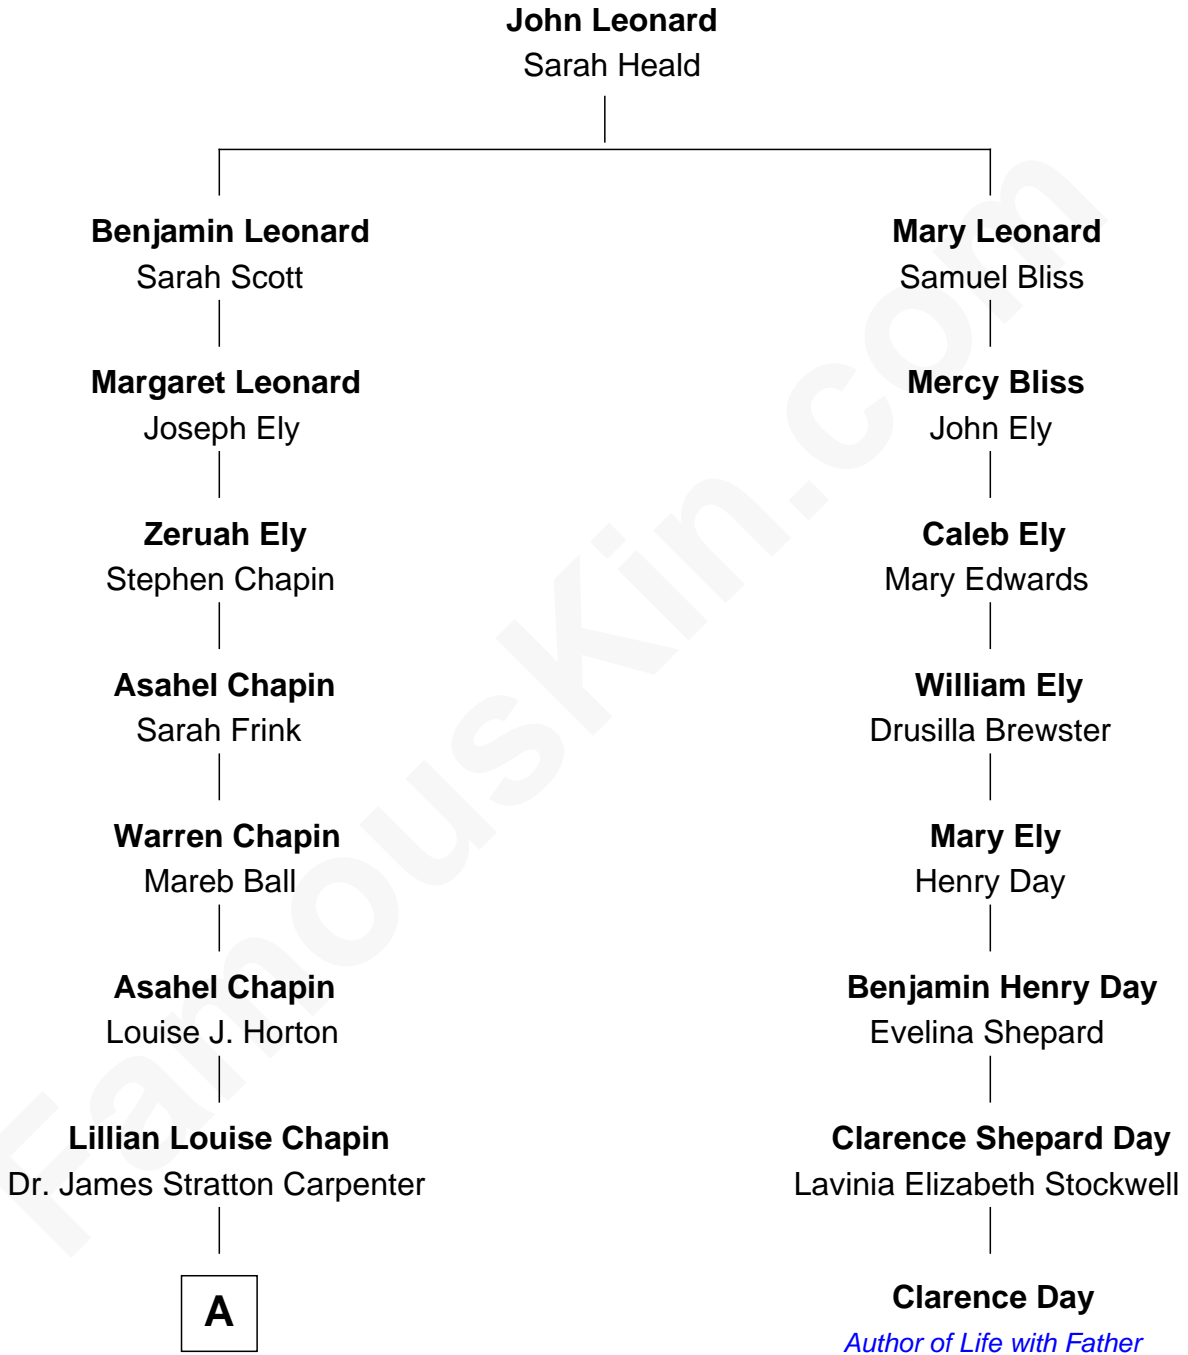 John Leonard
Sarah Heald
Benjamin Leonard
Sarah Scott
Margaret Leonard
Joseph Ely
Zeruah Ely
Stephen Chapin
Asahel Chapin
Sarah Frink
Warren Chapin
Mareb Ball
Asahel Chapin
Louise J. Horton
Lillian Louise Chapin
Dr. James Stratton Carpenter
A
Mary Leonard
Samuel Bliss
Mercy Bliss
John Ely
Caleb Ely
Mary Edwards
William Ely
Drusilla Brewster
Mary Ely
Henry Day
Benjamin Henry Day
Evelina Shepard
Clarence Shepard Day
Lavinia Elizabeth Stockwell
Clarence Day
Author of Life with Father
FamousKin.com